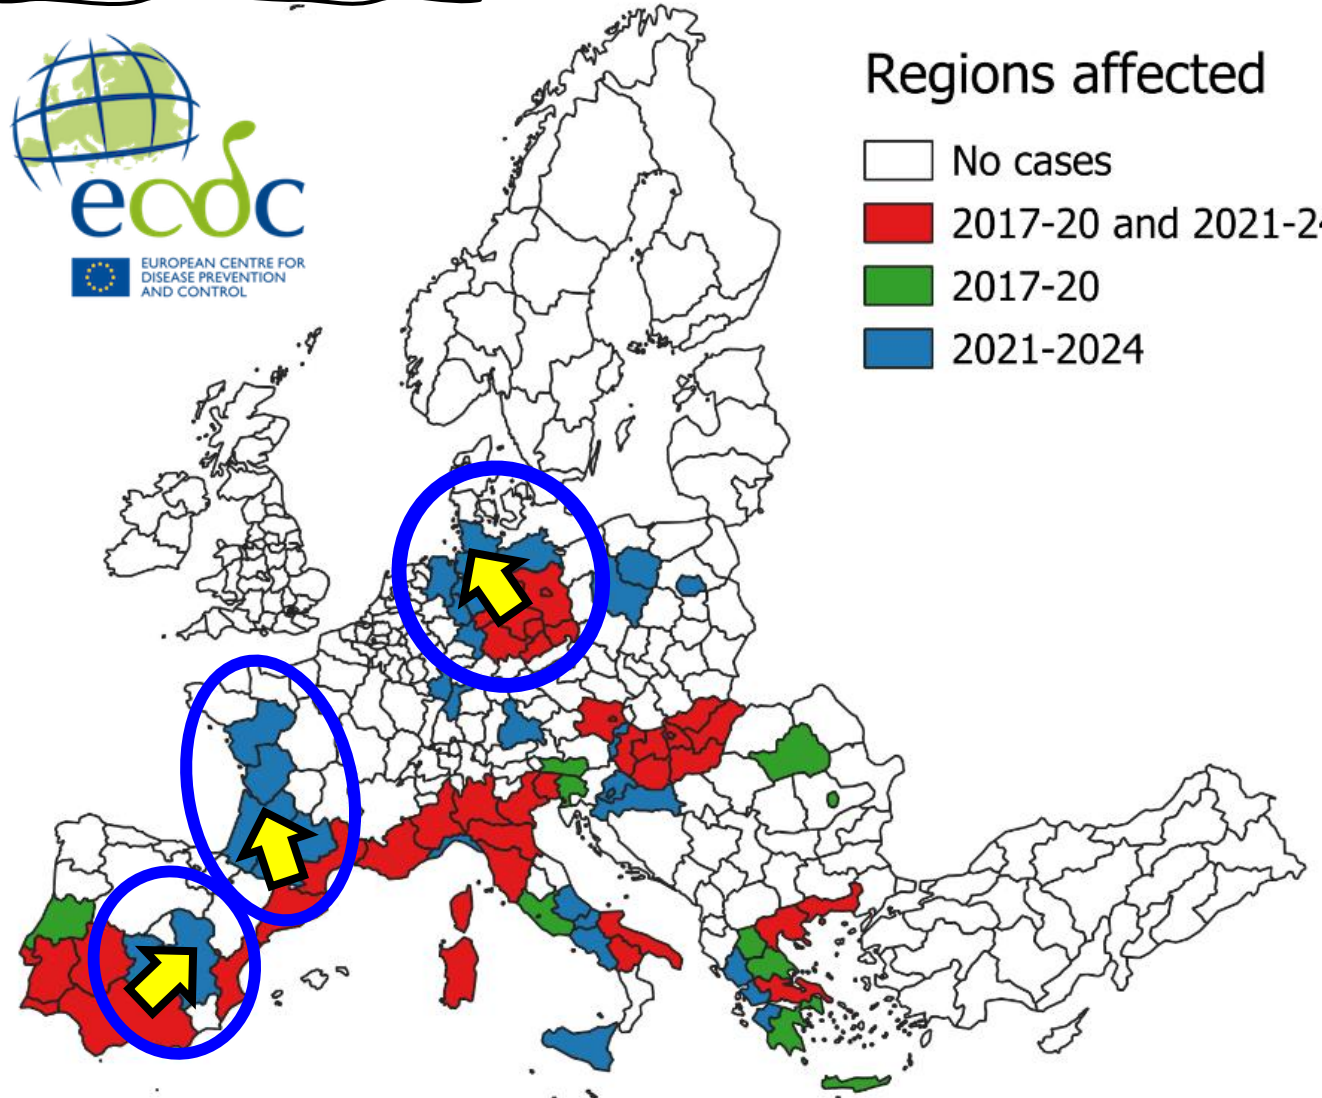 ecdc
EUROPEAN CENTRE FOR
DISEASE PREVENTION
AND CONTROL
Regions affected
No cases
2017-20 and 2021-2
2017-20
2021-2024